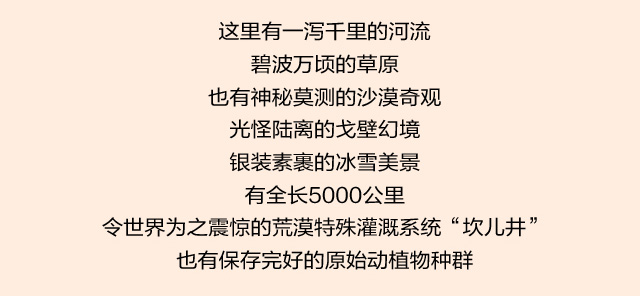 这里有一泻千里的河流
碧波万顷的草原
也有神秘莫测的沙漠奇观
光怪陆离的戈壁幻境
银装素裹的冰雪美景
有全长5000公里
令世界为之震惊的荒漠特殊灌溉系统“坎儿井”
也有保存完好的原始动植物种群